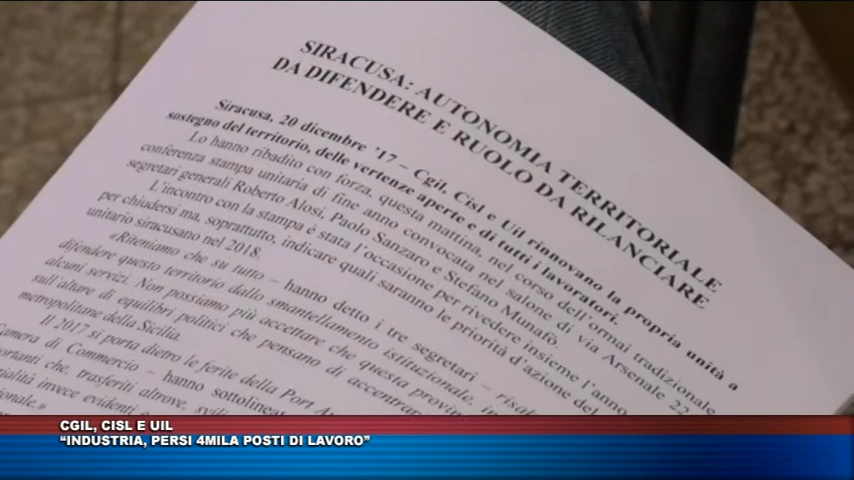 SIRACUSA: AUTONOMIA TERRITORIALE
DA DIFENDERE E RUOLO DA RILANCIARE
Siracusa, 20 dicembre '17 – Cgil, Cisl e Uil rinnovano la propria unità a
sostegno del territorio, delle vertenze aperte e di tutti i lavoratori.
Lo hanno ribadito con forza, questa mattina, nel corso dell'ormai tradizionale
conferenza stampa unitaria di fine anno convocata nel salone di via Arsenale 22
segretari generali Roberto Alosi, Paolo Sanzaro e Stefano Munafò.
L'incontro con la stampa è stata l'occasione per rivedere insieme l'anno
per chiudersi ma, soprattutto, indicare quali saranno le priorità d'azione del
unitario siracusano nel 2018.
«Riteniamo che su tutto – hanno detto i tre segretari –
difendere questo territorio dallo smantellamento istituzionale,
alcuni servizi. Non possiamo più accettare che questa
sull'altare di equilibri politici che pensano di
metropolitane della Sicilia.
Il 2017 si porta dietro le ferite della Port
Camera di Commercio – hanno
che, trasferiti altrove,
invece evidenti
CGIL, CISL E UIL
“INDUSTRIA, PERSI 4MILA POSTI DI LAVORO”